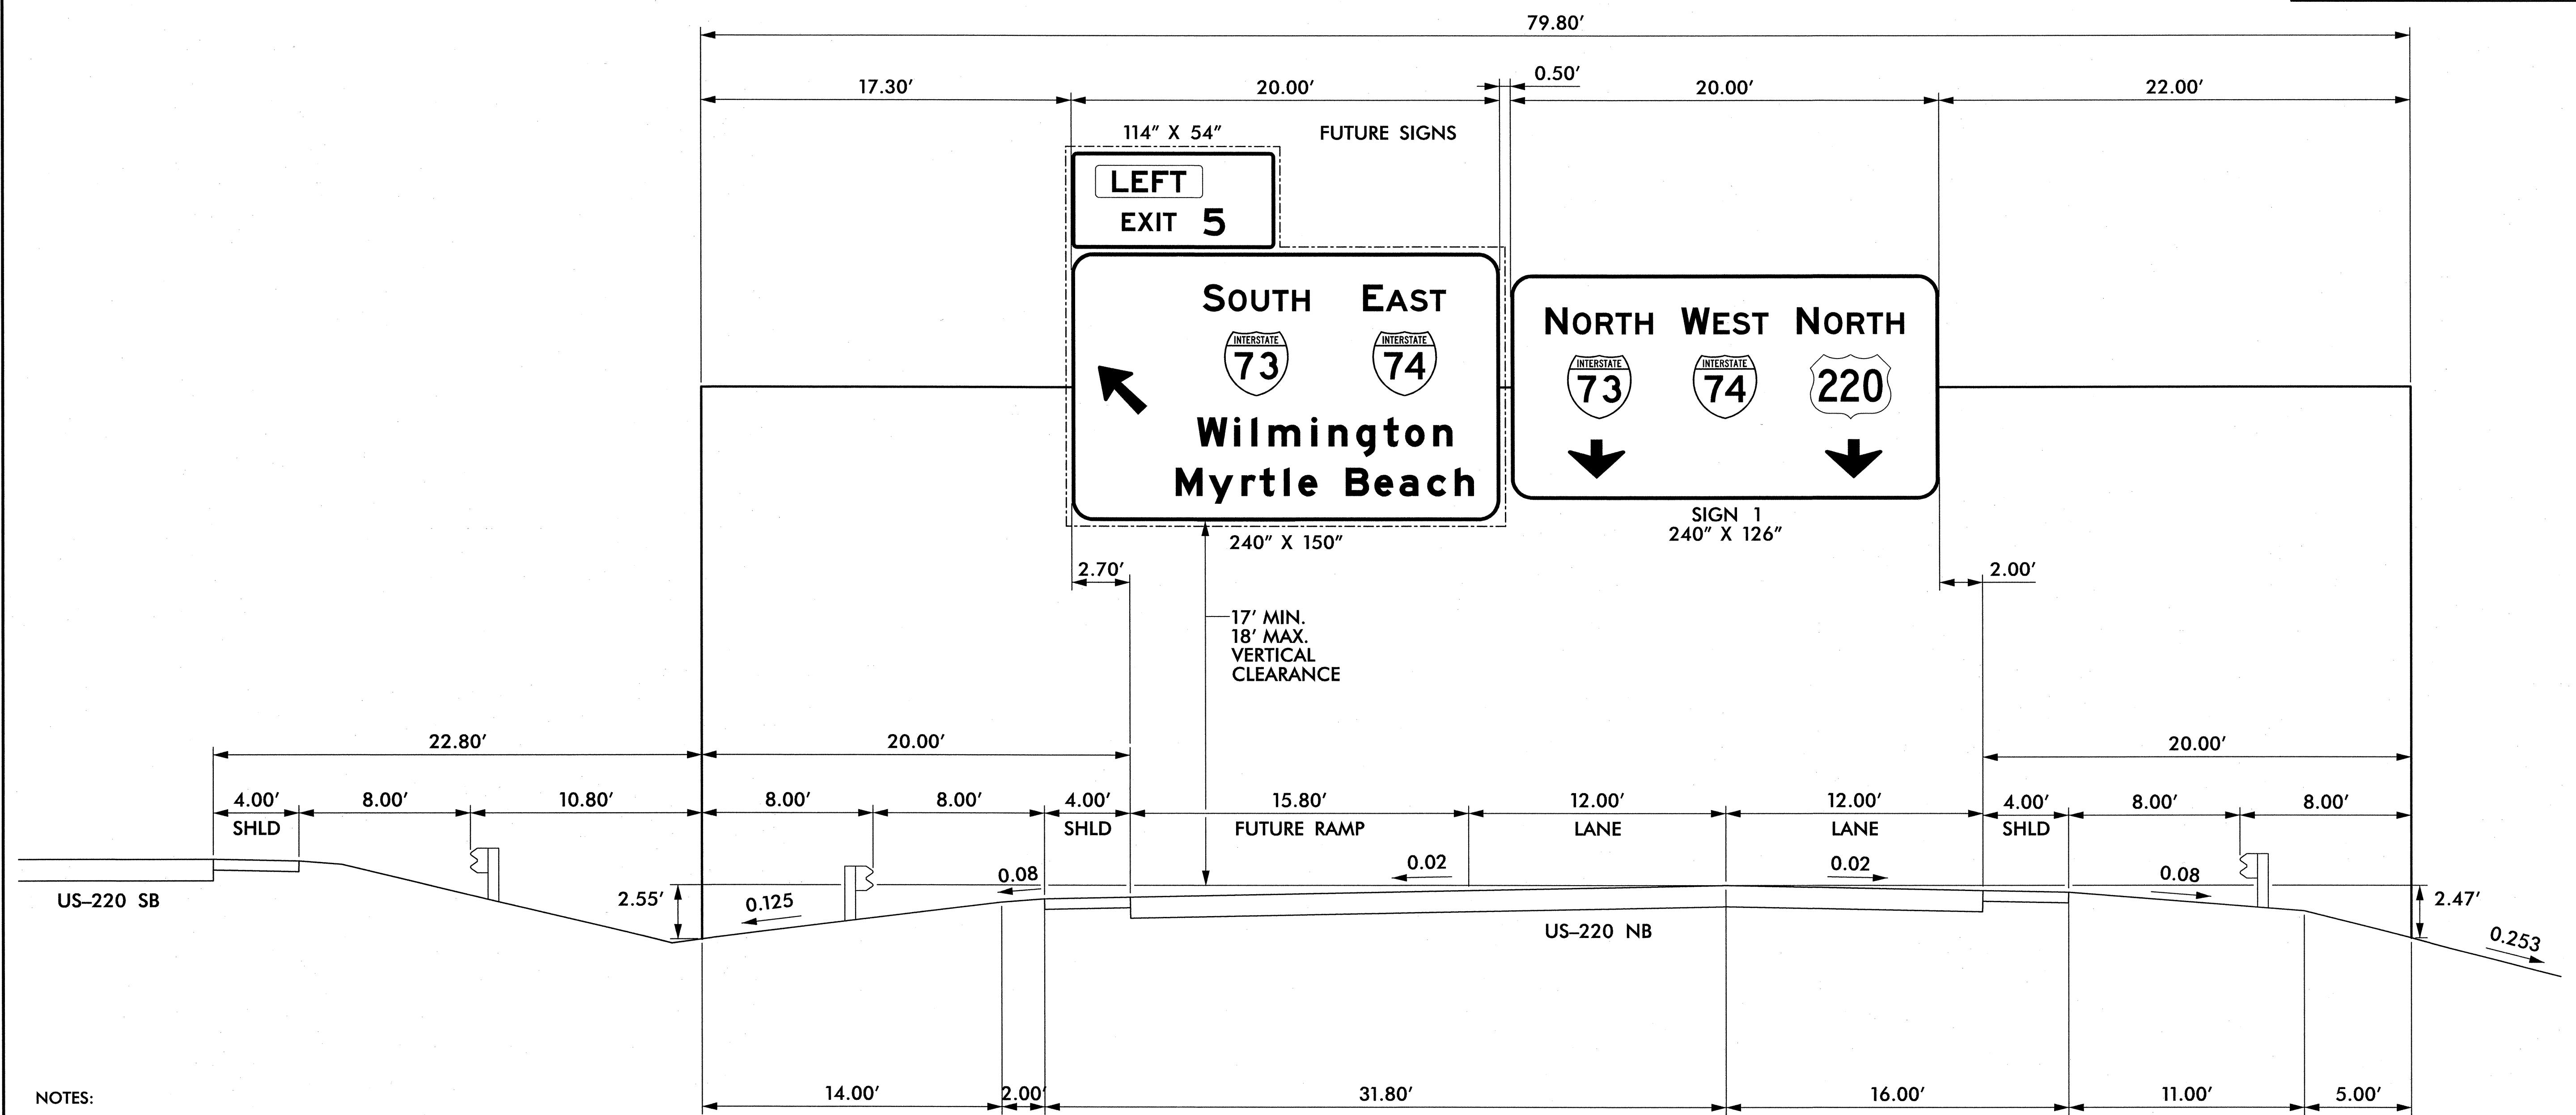 79.80′
17.30′ 20.00′ 0.50′ 20.00′ 22.00′
114″ X 54″ FUTURE SIGNS
LEFT
EXIT 5
SOUTH EAST
INTERSTATE 73 INTERSTATE 74
Wilmington
Myrtle Beach
240″ X 150″
NORTH WEST NORTH
INTERSTATE 73 INTERSTATE 74 220
SIGN 1
240″ X 126″
2.70′ 2.00′
17′ MIN.
18′ MAX.
VERTICAL
CLEARANCE
22.80′ 20.00′ 20.00′
4.00′ 8.00′ 10.80′ 8.00′ 8.00′ 4.00′ 15.80′ 12.00′ 12.00′ 4.00′ 8.00′ 8.00′
SHLD SHLD FUTURE RAMP LANE LANE SHLD
2.55′ 0.125 0.08 0.02 0.02 0.08 2.47′
0.253
US–220 SB
US–220 NB
NOTES:
14.00′ 2.00′ 31.80′ 16.00′ 11.00′ 5.00′